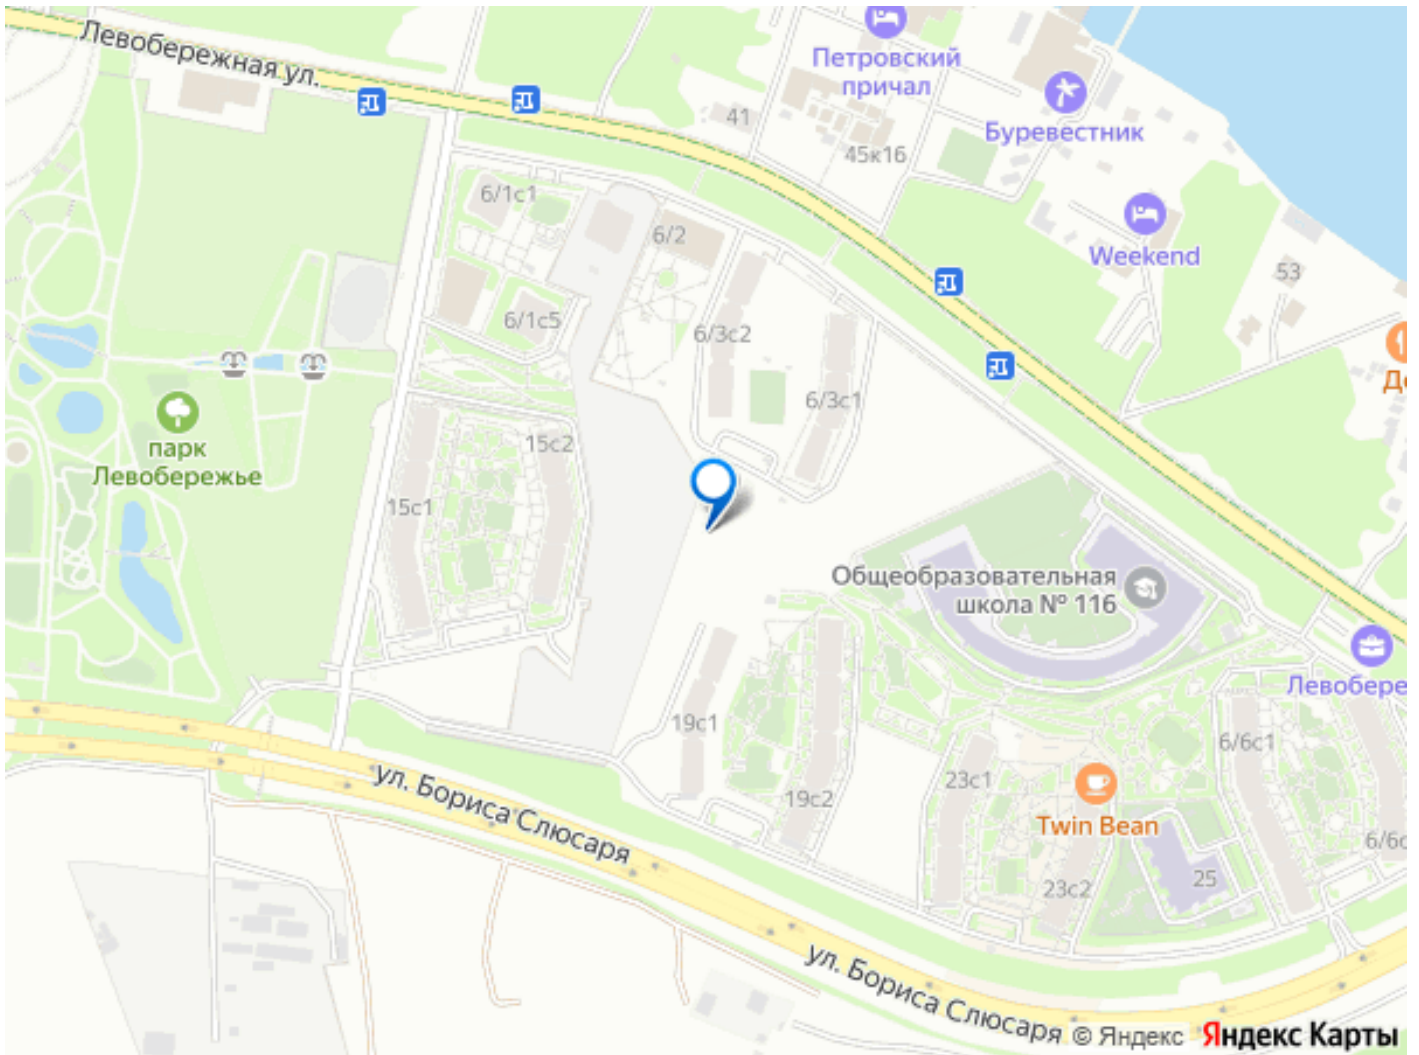 Левобережная ул.
Петровский
причал
Буревестник
41
45к16
6/1с1
6/2
Weekend
53
6/1с5
6/3с2
6/3с1
парк
Левобережье
15с2
15с1
Общеобразовательная
школа № 116
Левобере
19с1
6/6с1
ул. Бориса Слюсаря
19с2
23с1
Twin Bean
6/6с
23с2
25
ул. Бориса Слюсаря
© Яндекс Яндекс Карты